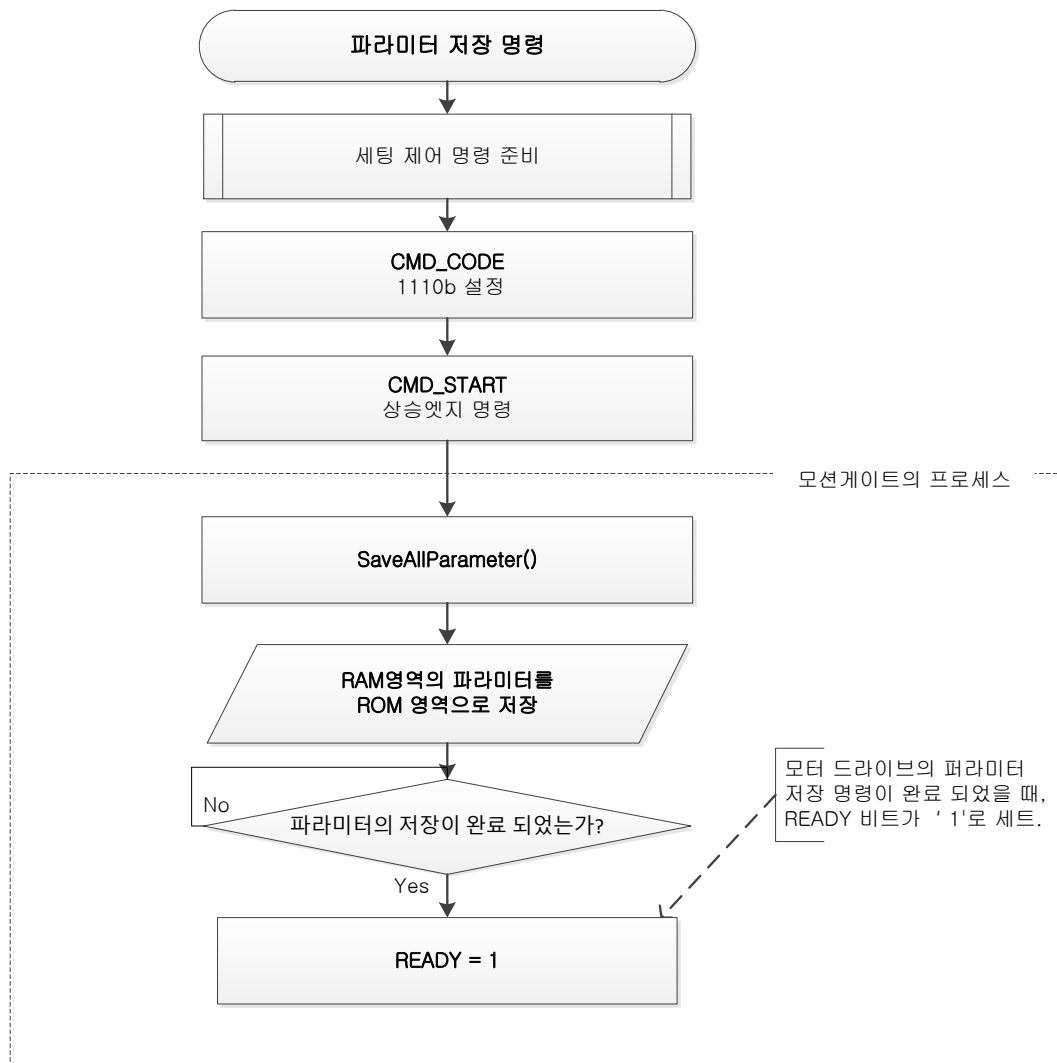 파라미터 저장 명령
세팅 제어 명령 준비
CMD_CODE
1110b 설정
CMD_START
상승엣지 명령
모션게이트의 프로세스
SaveAllParameter()
RAM영역의 파라미터를
ROM 영역으로 저장
모터 드라이브의 퍼라미터
저장 명령이 완료 되었을 때,
READY 비트가 ' 1'로 세트.
No
파라미터의 저장이 완료 되었는가?
Yes
READY = 1